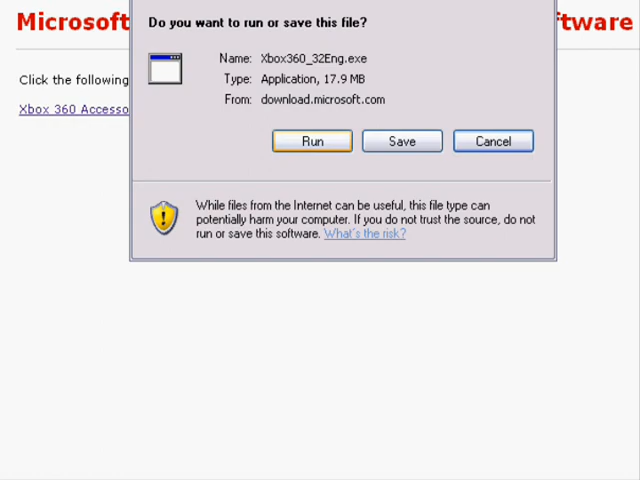 Microsoft
ftware
Do you want to run or save this file?
Name: Xbox360_32Eng.exe
Type: Application, 17.9 MB
From: download.microsoft.com
Click the following
Xbox 360 Accesso
Run
Save
Cancel
While files from the Internet can be useful, this file type can
potentially harm your computer. If you do not trust the source, do not
run or save this software. What's the risk?